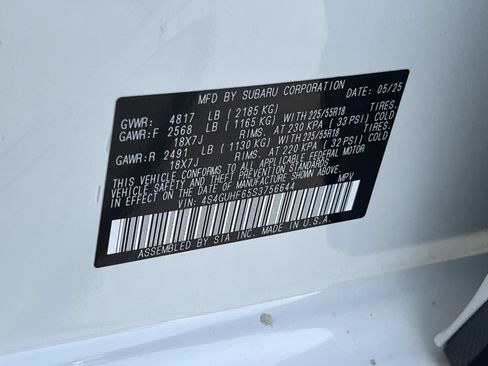 MFD BY SUBARU CORPORATION DATE: 05/25
GVWR: 4817 LB (2185 KG)
GAWR:F 2568 LB (1165 KG) WITH 225/55R18 TIRES.
18X7J RIMS. AT 230 KPA (33 PSI) COLD
GAWR:R 2491 LB (1130 KG) WITH 225/55R18 TIRES.
18X7J RIMS. AT 220 KPA (32 PSI) COLD
THIS VEHICLE CONFORMS TO ALL APPLICABLE FEDERAL MOTOR
VEHICLE SAFETY AND THEFT PREVENTION STANDARDS
IN EFFECT ON THE DATE OF MANUFACTURE SHOWN ABOVE.
VIN: 4S4GUHF65S3756644 MPV
ASSEMBLED BY SIA INC. MADE IN U.S.A.